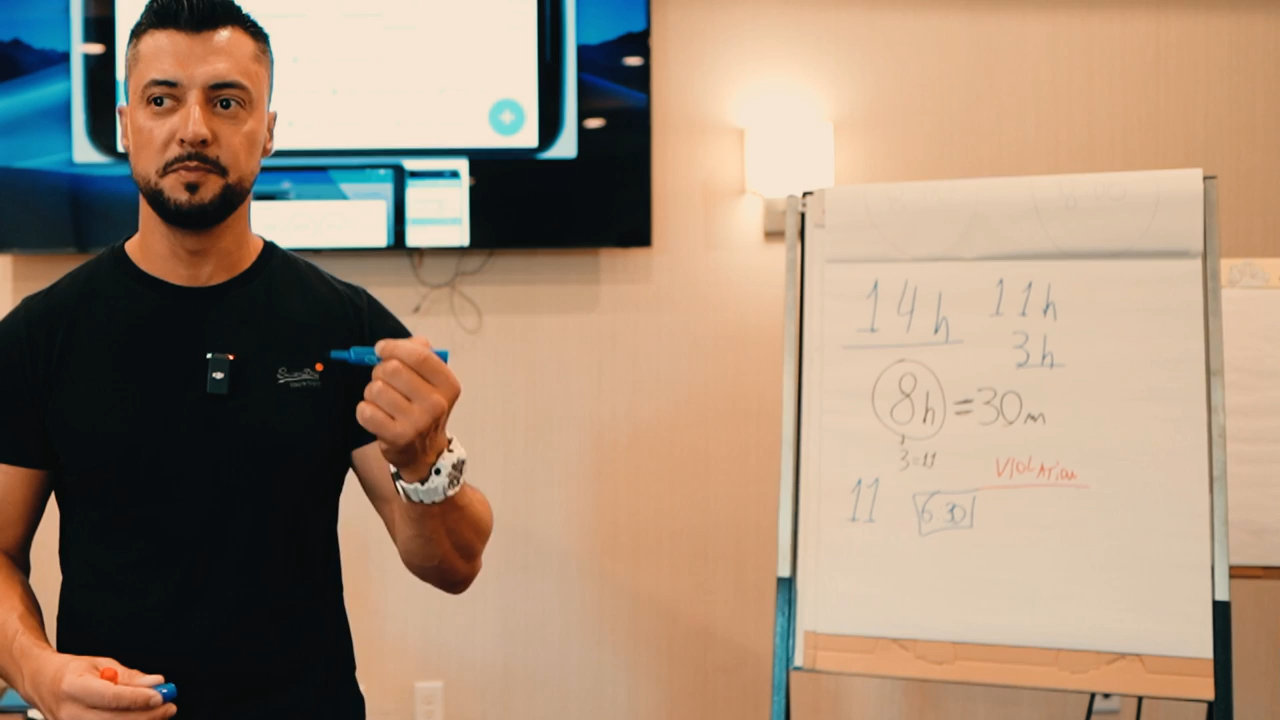 14h 11h
3h
8h = 30m
3=11
VIOLATION
11 6 30